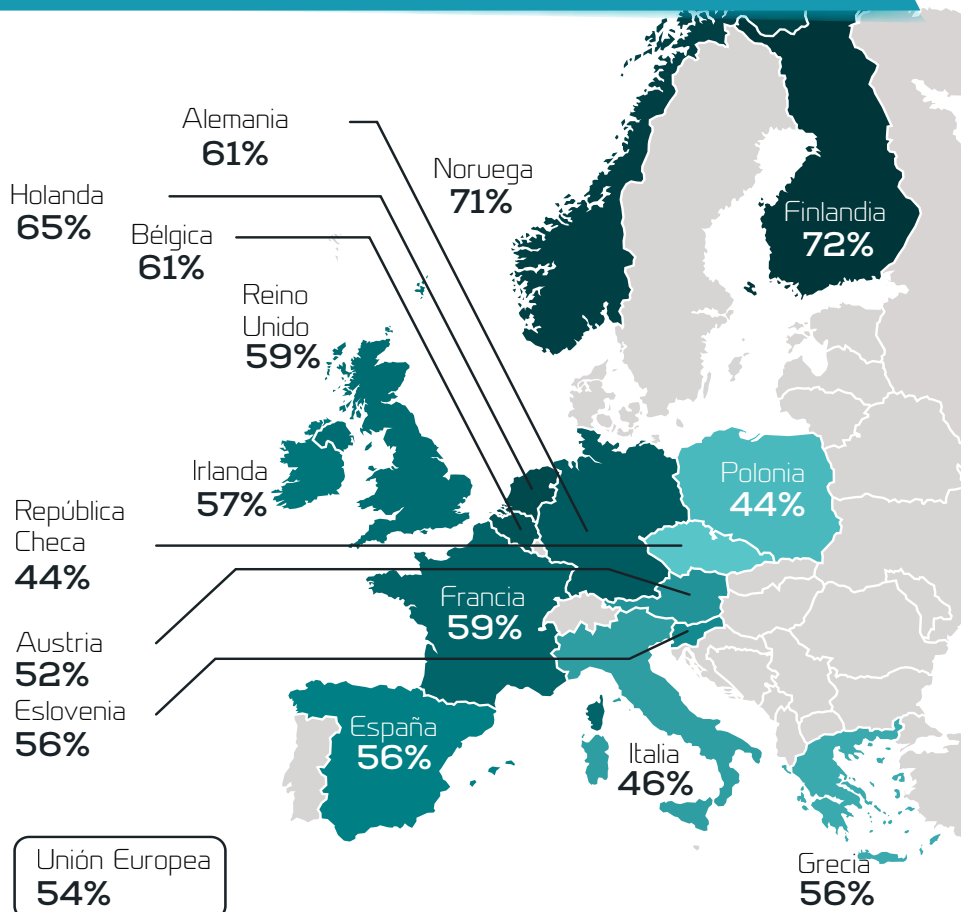 Alemania
61%
Noruega
71%
Holanda
65%
Finlandia
72%
Bélgica
61%
Reino
Unido
59%
Irlanda
57%
Polonia
44%
República
Checa
44%
Francia
59%
Austria
52%
Eslovenia
56%
España
56%
Italia
46%
Unión Europea
54%
Grecia
56%